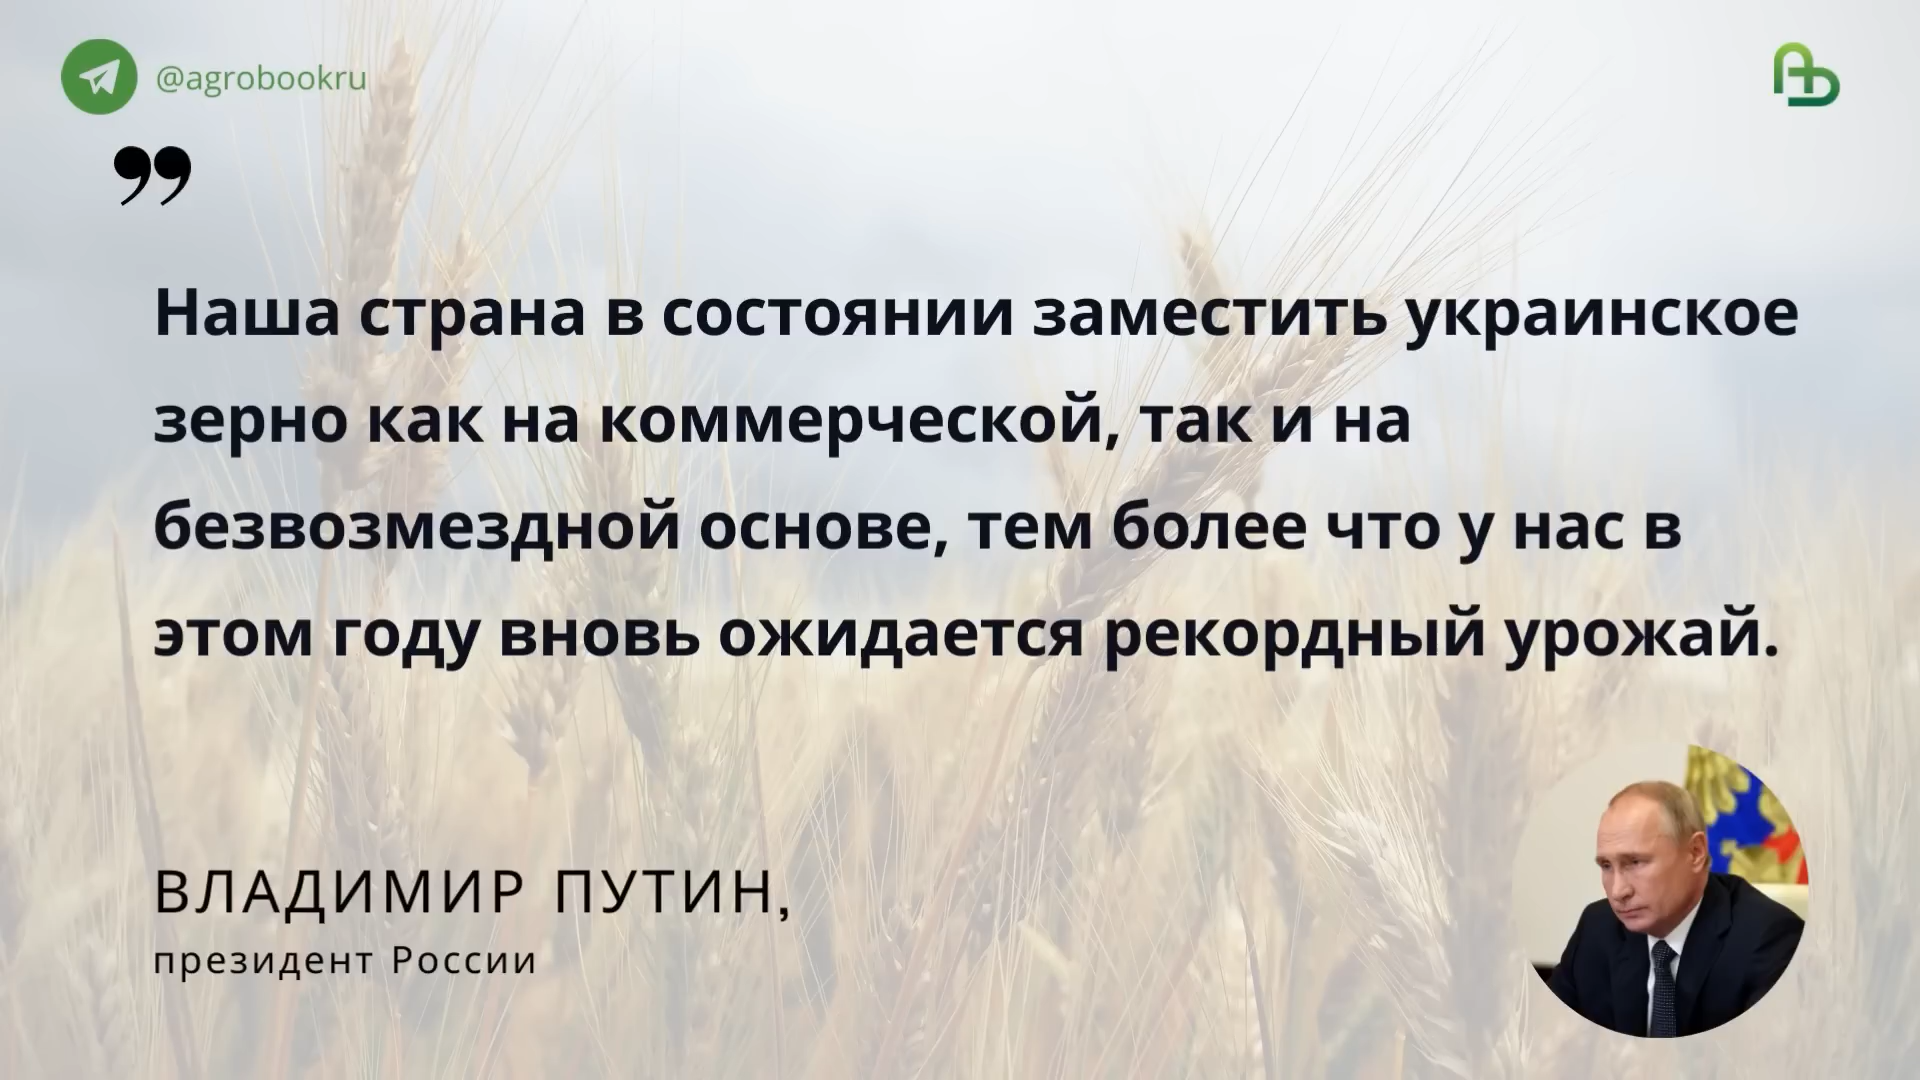 @agrobookru
”
Наша страна в состоянии заместить украинское
зерно как на коммерческой, так и на
безвозмездной основе, тем более что у нас в
этом году вновь ожидается рекордный урожай.
ВЛАДИМИР ПУТИН,
президент России